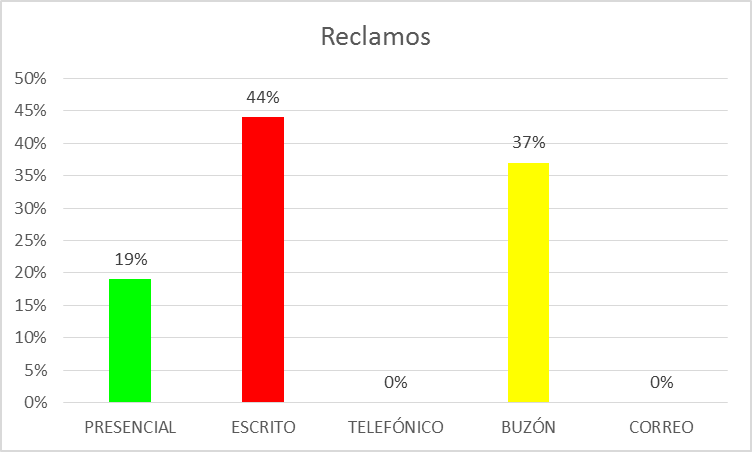 Reclamos
50%
45%
40%
35%
30%
25%
20%
15%
10%
5%
0%
19%
44%
0%
37%
0%
PRESENCIAL
ESCRITO
TELEFÓNICO
BUZÓN
CORREO